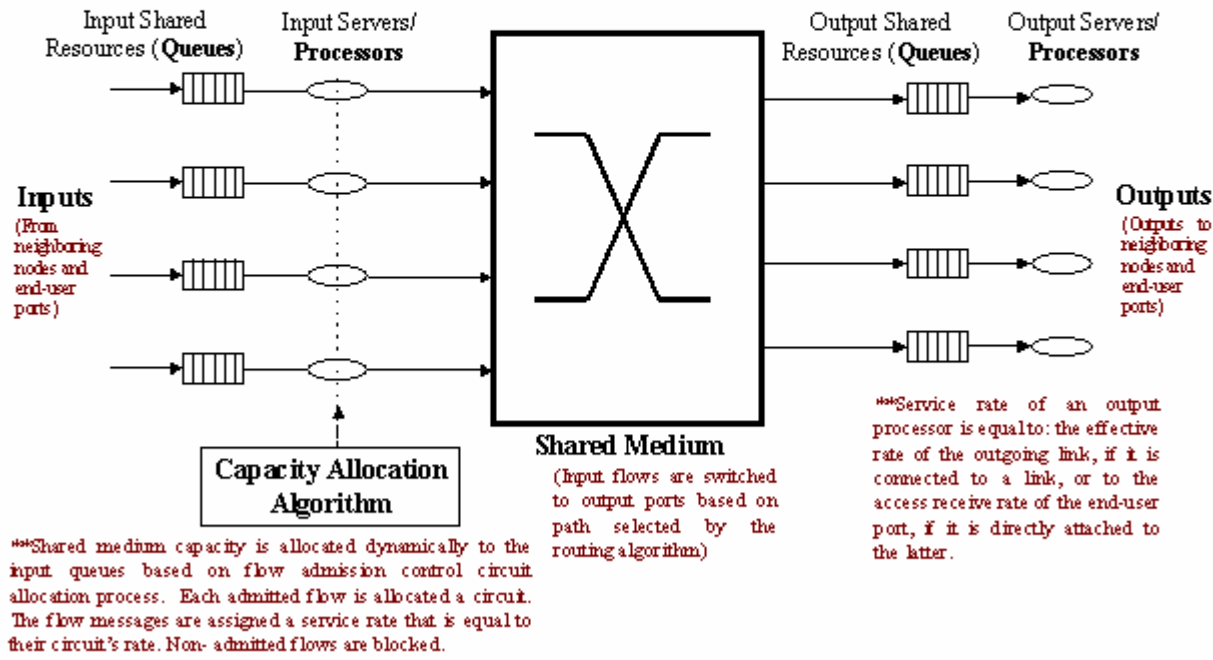 Input Shared
Resources (Queues)
Input Servers/
Processors
Output Shared
Resources (Queues)
Output Servers/
Processors
Inputs
(From
neighboring
nodes and
end-user
ports)
Outputs
(Outputs to
neighboring
nodes and
end-user
ports)
Shared Medium
(Input flows are switched
to output ports based on
path selected by the
routing algorithm)
Capacity Allocation
Algorithm
***Service rate of an output
processor is equal to: the effective
rate of the outgoing link, if it is
connected to a link, or to the
access receive rate of the end-user
port, if it is directly attached to
the latter.
***Shared medium capacity is allocated dynamically to the
input queues based on flow admission control circuit
allocation process. Each admitted flow is allocated a circuit.
The flow messages are assigned a service rate that is equal to
their circuit's rate. Non- admitted flows are blocked.